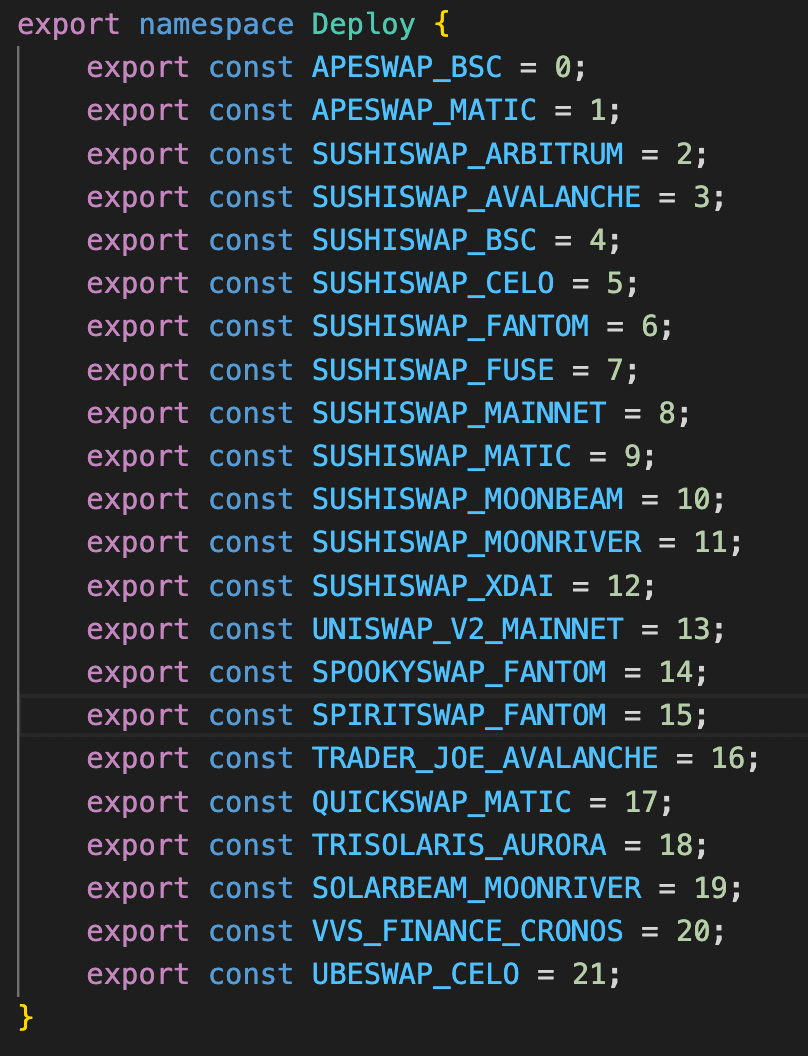 export namespace Deploy {
    export const APESWAP_BSC = 0;
    export const APESWAP_MATIC = 1;
    export const SUSHISWAP_ARBITRUM = 2;
    export const SUSHISWAP_AVALANCHE = 3;
    export const SUSHISWAP_BSC = 4;
    export const SUSHISWAP_CELO = 5;
    export const SUSHISWAP_FANTOM = 6;
    export const SUSHISWAP_FUSE = 7;
    export const SUSHISWAP_MAINNET = 8;
    export const SUSHISWAP_MATIC = 9;
    export const SUSHISWAP_MOONBEAM = 10;
    export const SUSHISWAP_MOONRIVER = 11;
    export const SUSHISWAP_XDAI = 12;
    export const UNISWAP_V2_MAINNET = 13;
    export const SPOOKYSWAP_FANTOM = 14;
    export const SPIRITSWAP_FANTOM = 15;
    export const TRADER_JOE_AVALANCHE = 16;
    export const QUICKSWAP_MATIC = 17;
    export const TRISOLARIS_AURORA = 18;
    export const SOLARBEAM_MOONRIVER = 19;
    export const VVS_FINANCE_CRONOS = 20;
    export const UBESWAP_CELO = 21;
}